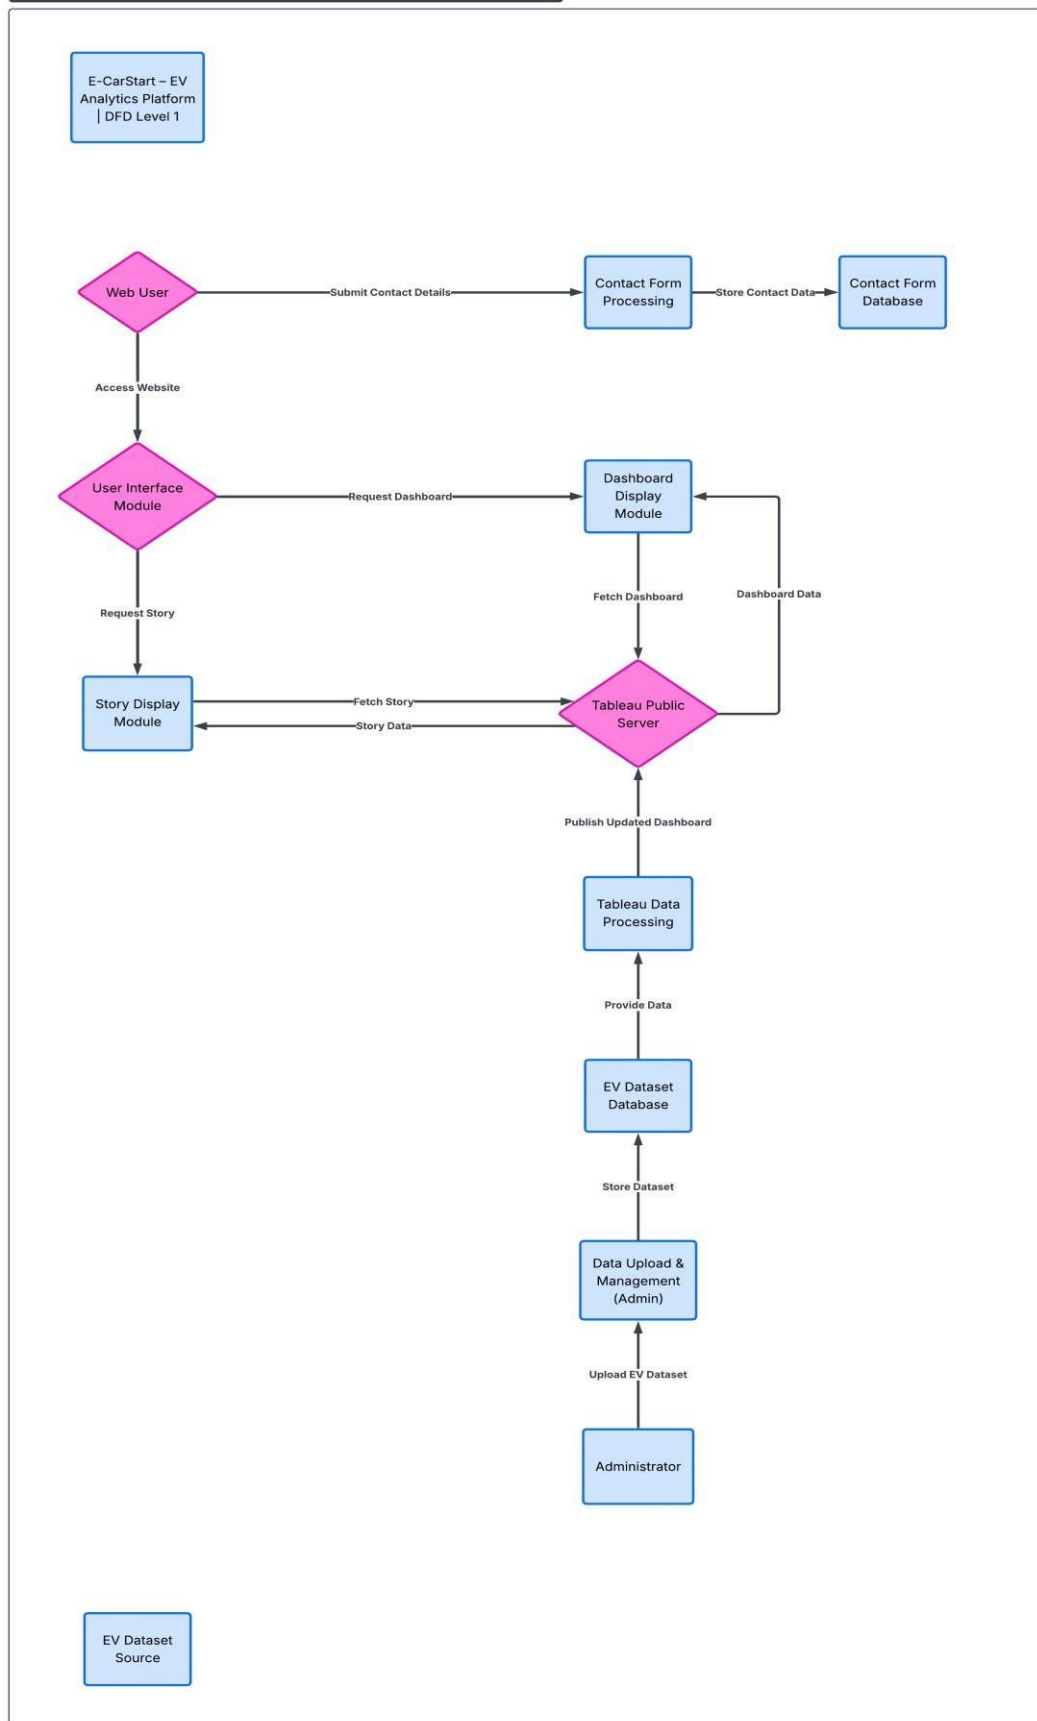 E-CarStart – EV
Analytics Platform
| DFD Level 1
Web User
Submit Contact Details
Contact Form
Processing
Store Contact Data
Contact Form
Database
Access Website
User Interface
Module
Request Dashboard
Dashboard
Display
Module
Request Story
Fetch Dashboard
Dashboard Data
Story Display
Module
Fetch Story
Story Data
Tableau Public
Server
Publish Updated Dashboard
Tableau Data
Processing
Provide Data
EV Dataset
Database
Store Dataset
Data Upload &
Management
(Admin)
Upload EV Dataset
Administrator
EV Dataset
Source